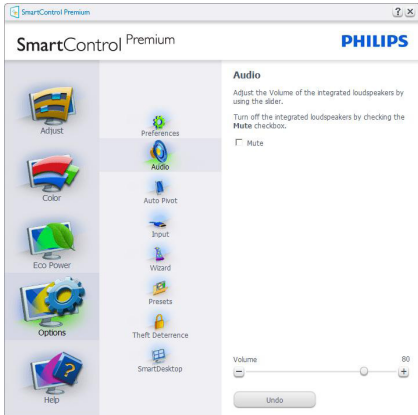 SmartControl Premium
SmartControl Premium
PHILIPS
Adjust
Color
Eco Power
Options
Help
Preferences
Audio
Auto Pivot
Input
Wizard
Presets
Theft Deterrence
SmartDesktop
Audio
Adjust the Volume of the integrated loudspeakers by
using the slider.
Turn off the integrated loudspeakers by checking the
Mute checkbox.
Mute
Volume 80
Undo